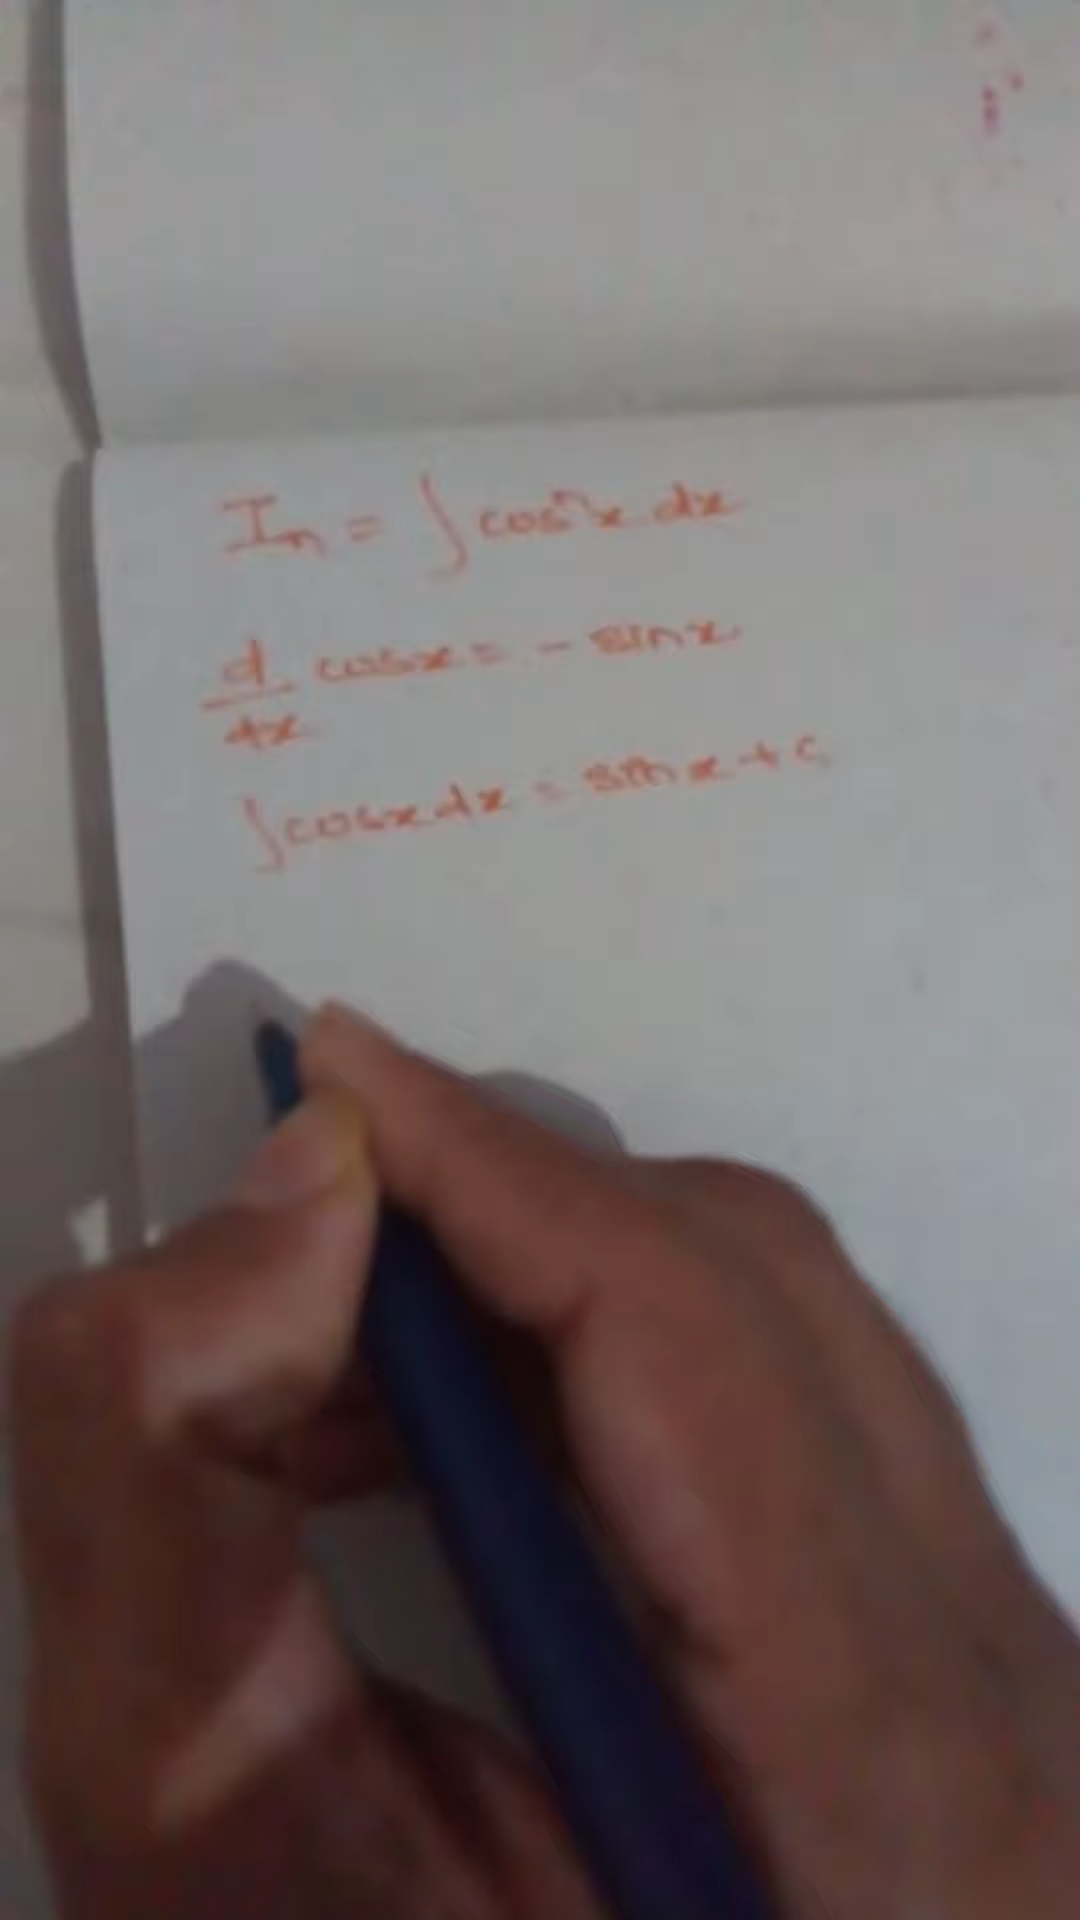 Iₙ = ∫ cosⁿx dx
d/dx cosx = - sinx
∫cosx dx = sinx + c